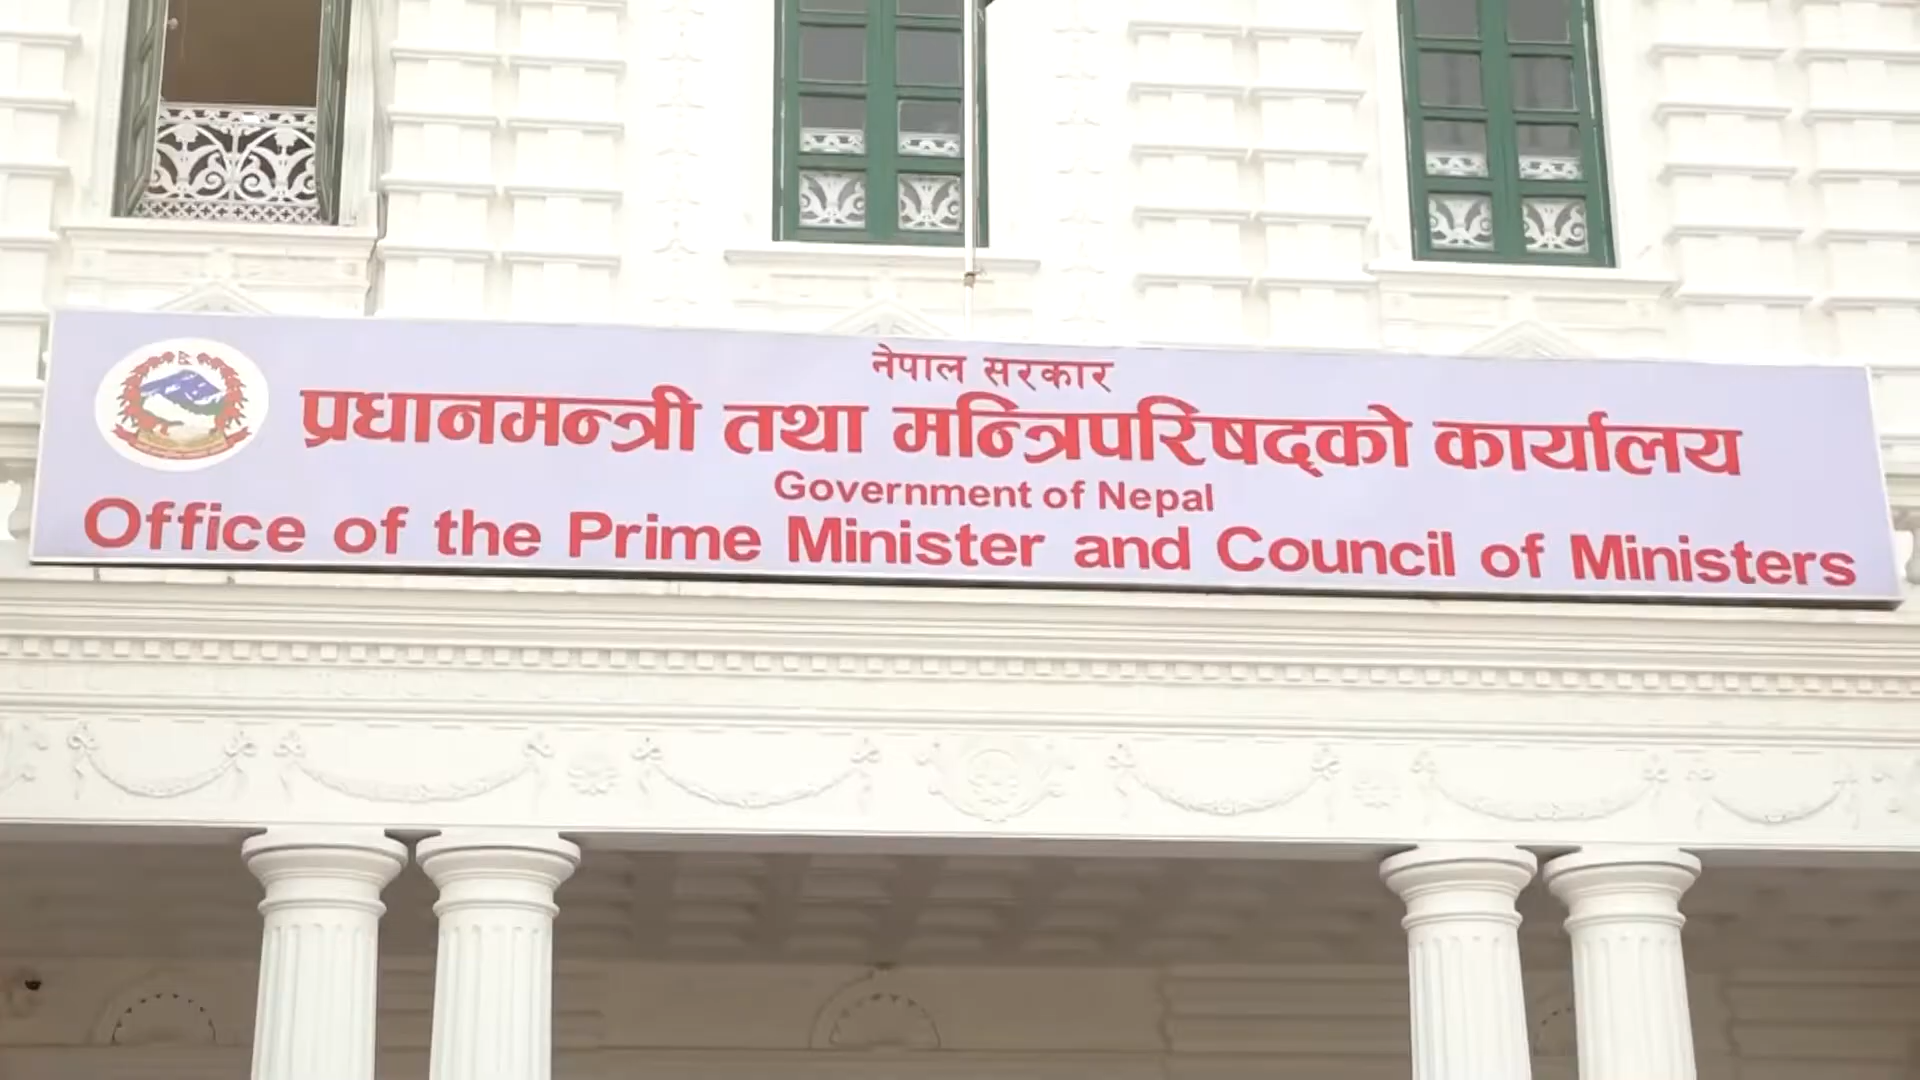 नेपाल सरकार
प्रधानमन्त्री तथा मन्त्रिपरिषद्को कार्यालय
Government of Nepal
Office of the Prime Minister and Council of Ministers